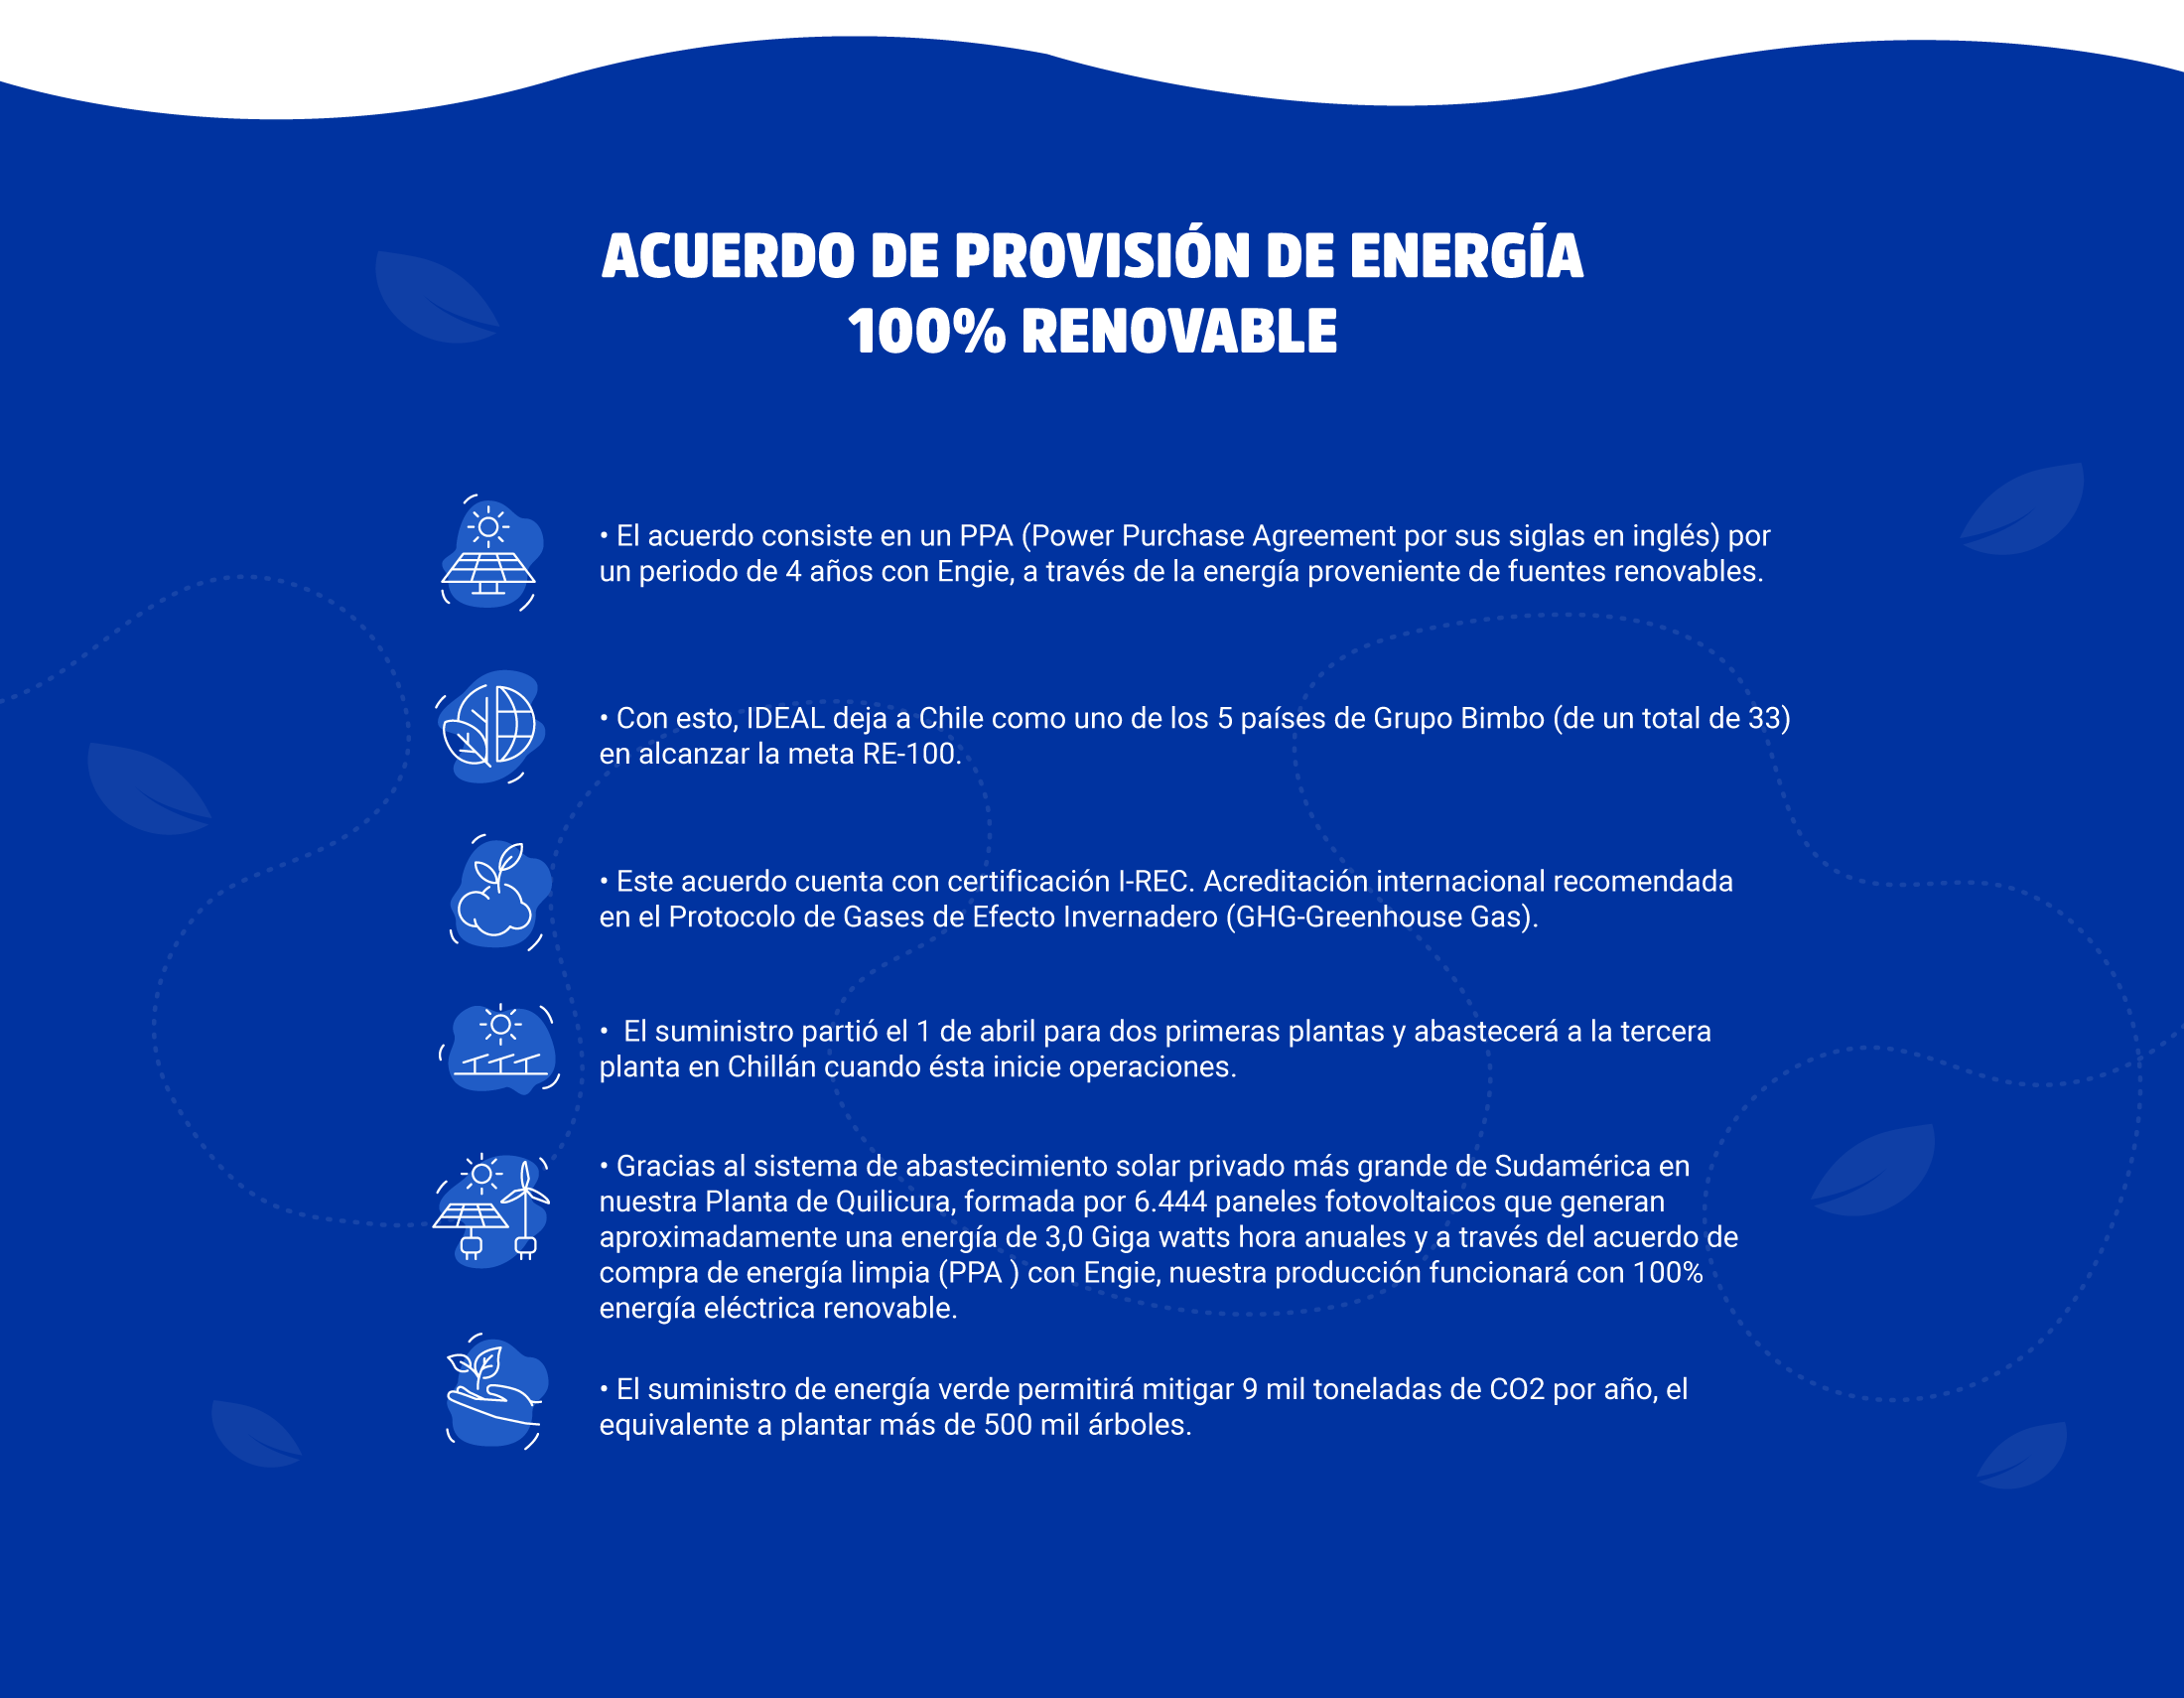 ACUERDO DE PROVISIÓN DE ENERGÍA
100% RENOVABLE
• El acuerdo consiste en un PPA (Power Purchase Agreement por sus siglas en inglés) por
un periodo de 4 años con Engie, a través de la energía proveniente de fuentes renovables.
• Con esto, IDEAL deja a Chile como uno de los 5 países de Grupo Bimbo (de un total de 33)
en alcanzar la meta RE-100.
• Este acuerdo cuenta con certificación I-REC. Acreditación internacional recomendada
en el Protocolo de Gases de Efecto Invernadero (GHG-Greenhouse Gas).
•  El suministro partió el 1 de abril para dos primeras plantas y abastecerá a la tercera
planta en Chillán cuando ésta inicie operaciones.
• Gracias al sistema de abastecimiento solar privado más grande de Sudamérica en
nuestra Planta de Quilicura, formada por 6.444 paneles fotovoltaicos que generan
aproximadamente una energía de 3,0 Giga watts hora anuales y a través del acuerdo de
compra de energía limpia (PPA ) con Engie, nuestra producción funcionará con 100%
energía eléctrica renovable.
• El suministro de energía verde permitirá mitigar 9 mil toneladas de CO2 por año, el
equivalente a plantar más de 500 mil árboles.